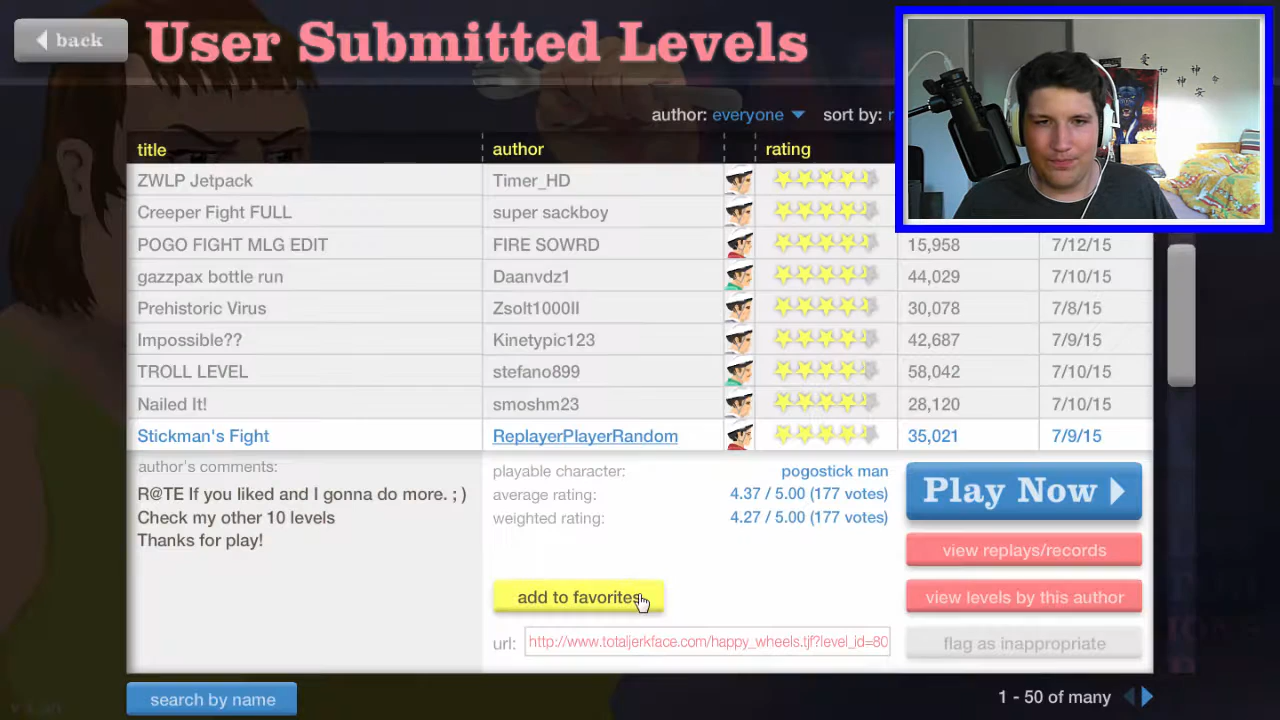 back
User Submitted Levels
author: everyone sort by:
title author rating
ZWLP Jetpack Timer_HD
Creeper Fight FULL super sackboy
POGO FIGHT MLG EDIT FIRE SOWRD 15,958 7/12/15
gazzpax bottle run Daanvdz1 44,029 7/10/15
Prehistoric Virus Zsolt1000II 30,078 7/8/15
Impossible?? Kinetypic123 42,687 7/9/15
TROLL LEVEL stefano899 58,042 7/10/15
Nailed It! smoshm23 28,120 7/10/15
Stickman's Fight ReplayerPlayerRandom 35,021 7/9/15
author's comments:
R@TE If you liked and I gonna do more. ; )
Check my other 10 levels
Thanks for play!
playable character: pogostick man
average rating: 4.37 / 5.00 (177 votes)
weighted rating: 4.27 / 5.00 (177 votes)
add to favorites
url: http://www.totaljerkface.com/happy_wheels.tjf?level_id=80
Play Now
view replays/records
view levels by this author
flag as inappropriate
search by name
1 - 50 of many